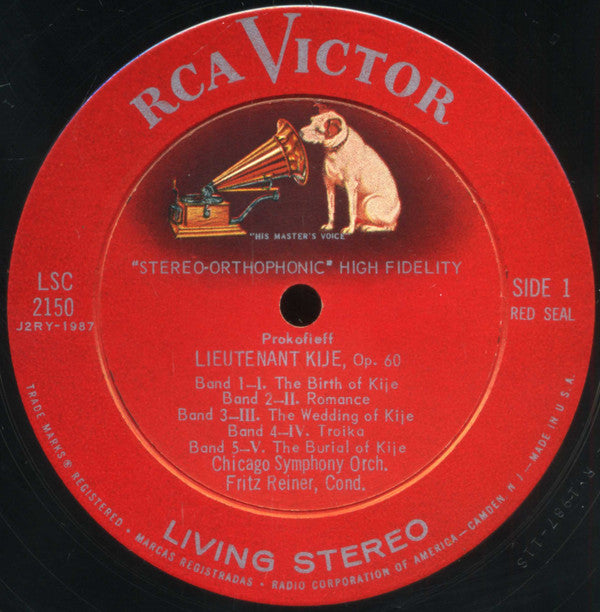 RCA VICTOR
"HIS MASTER'S VOICE"
"STEREO-ORTHOPHONIC" HIGH FIDELITY
LSC
2150
J2RY-1987
SIDE 1
RED SEAL
Prokofieff
LIEUTENANT KIJE, Op. 60
Band 1—I. The Birth of Kije
Band 2—II. Romance
Band 3—III. The Wedding of Kije
Band 4—IV. Troika
Band 5—V. The Burial of Kije
Chicago Symphony Orch.
Fritz Reiner, Cond.
LIVING STEREO
TRADE MARKS® REGISTERED • MARCAS REGISTRADAS • RADIO CORPORATION OF AMERICA—CAMDEN N J—MADE IN U.S.A.